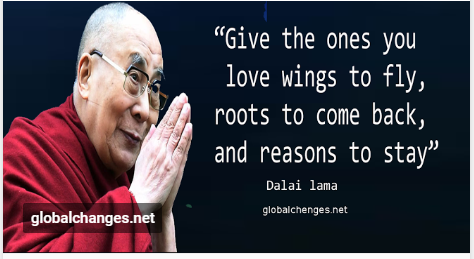 “Give the ones you
love wings to fly,
roots to come back,
and reasons to stay”
Dalai lama
globalchenges.net
globalchanges.net